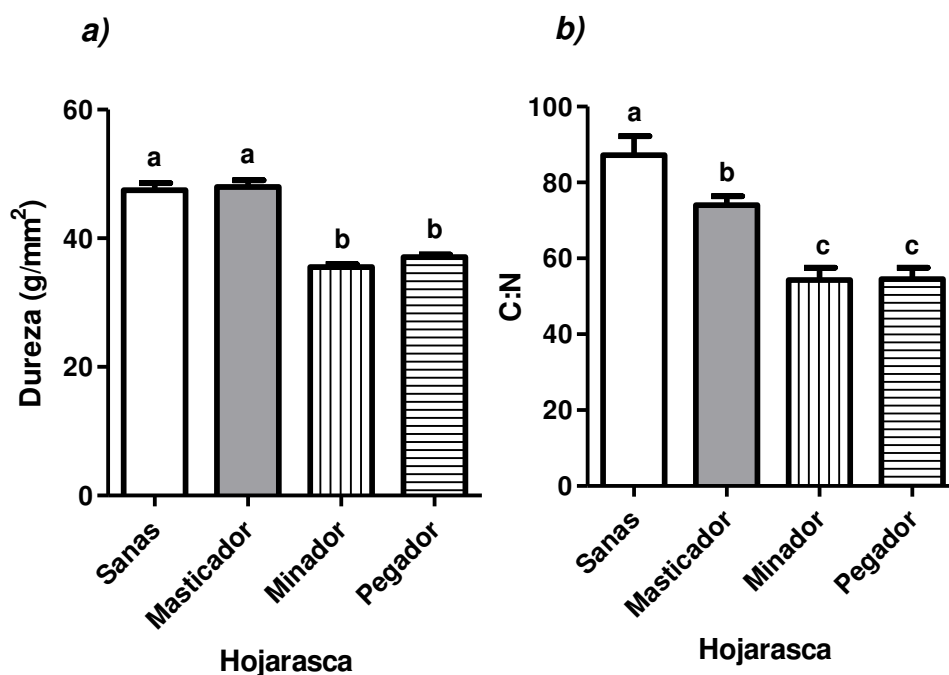 a)
Dureza (g/mm²)
60
40
20
0
a
a
b
b
Sanas
Masticador
Minador
Pegador
Hojarasca
b)
C:N
100
80
60
40
20
0
a
b
c
c
Sanas
Masticador
Minador
Pegador
Hojarasca